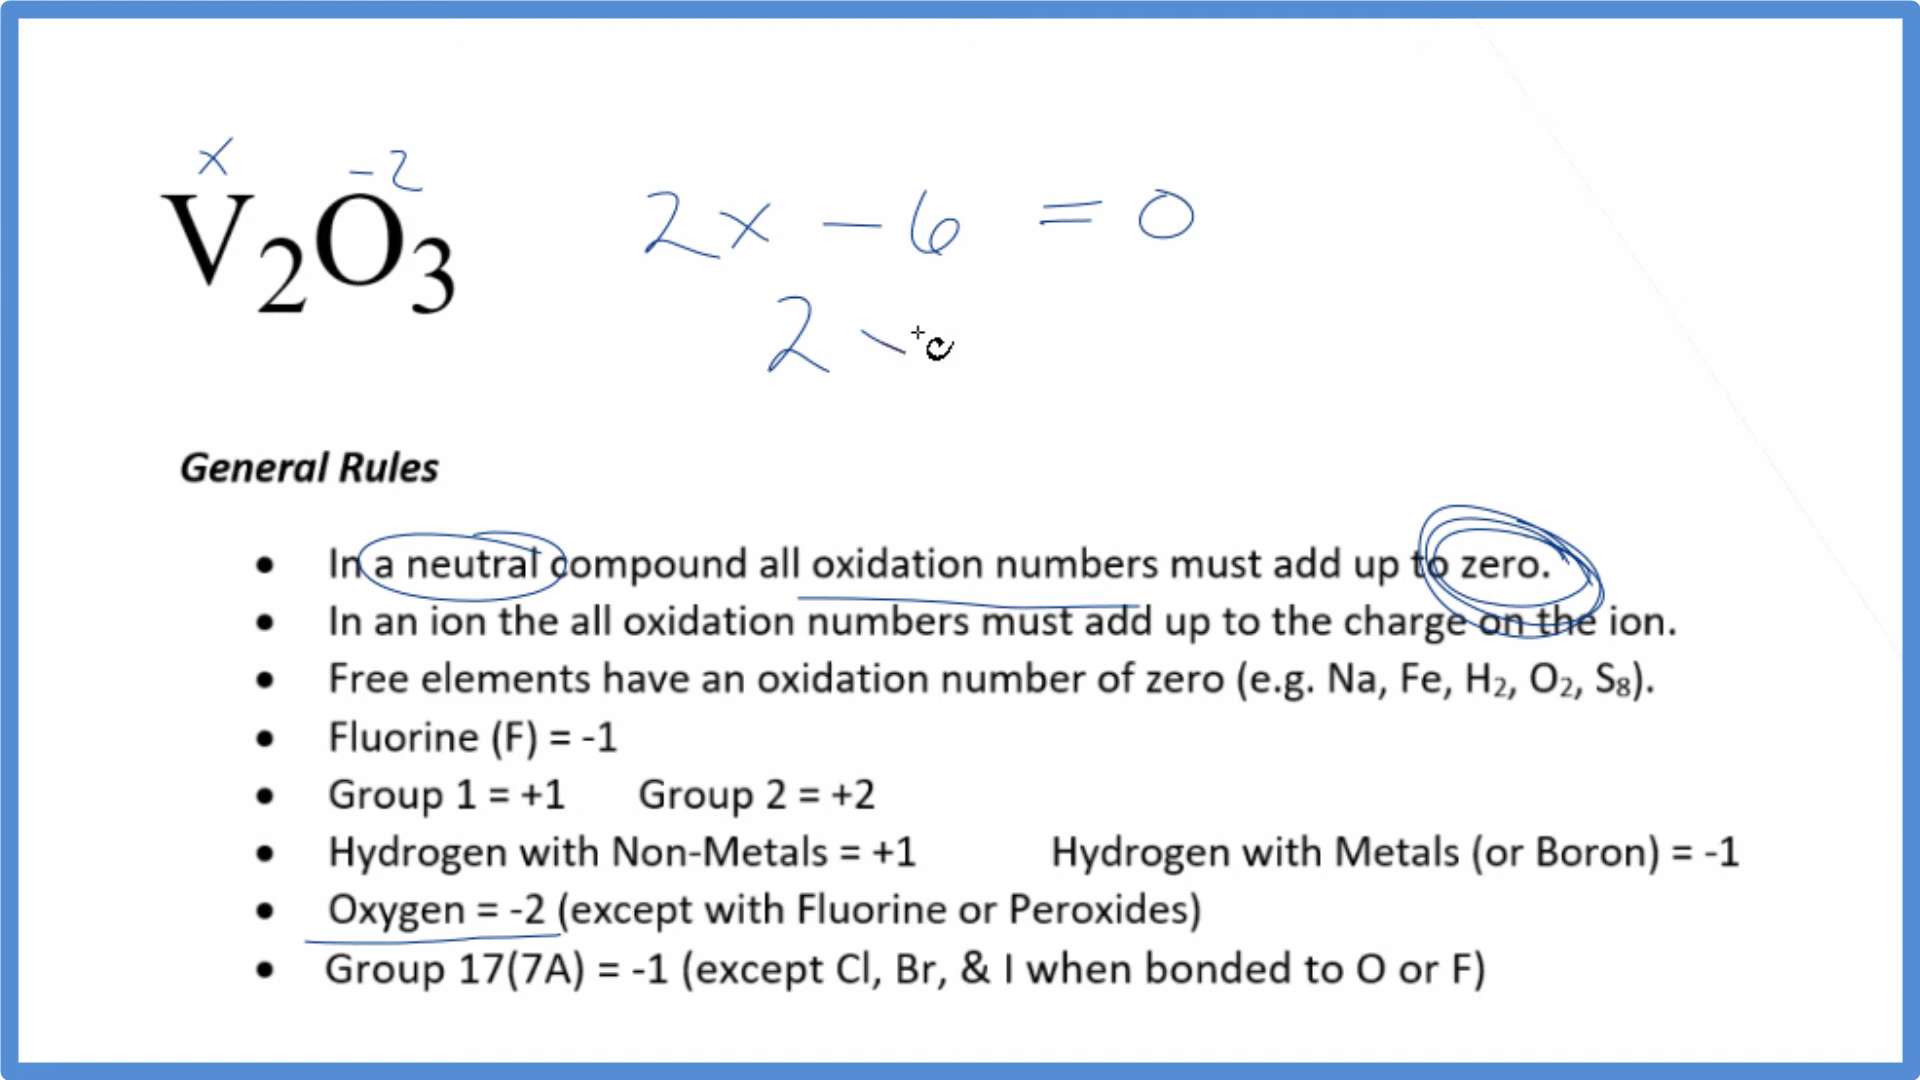 x -2
V₂O₃ 2x - 6 = 0
2
General Rules
• In a neutral compound all oxidation numbers must add up to zero.
• In an ion the all oxidation numbers must add up to the charge on the ion.
• Free elements have an oxidation number of zero (e.g. Na, Fe, H₂, O₂, S₈).
• Fluorine (F) = -1
• Group 1 = +1 Group 2 = +2
• Hydrogen with Non-Metals = +1 Hydrogen with Metals (or Boron) = -1
• Oxygen = -2 (except with Fluorine or Peroxides)
• Group 17(7A) = -1 (except Cl, Br, & I when bonded to O or F)